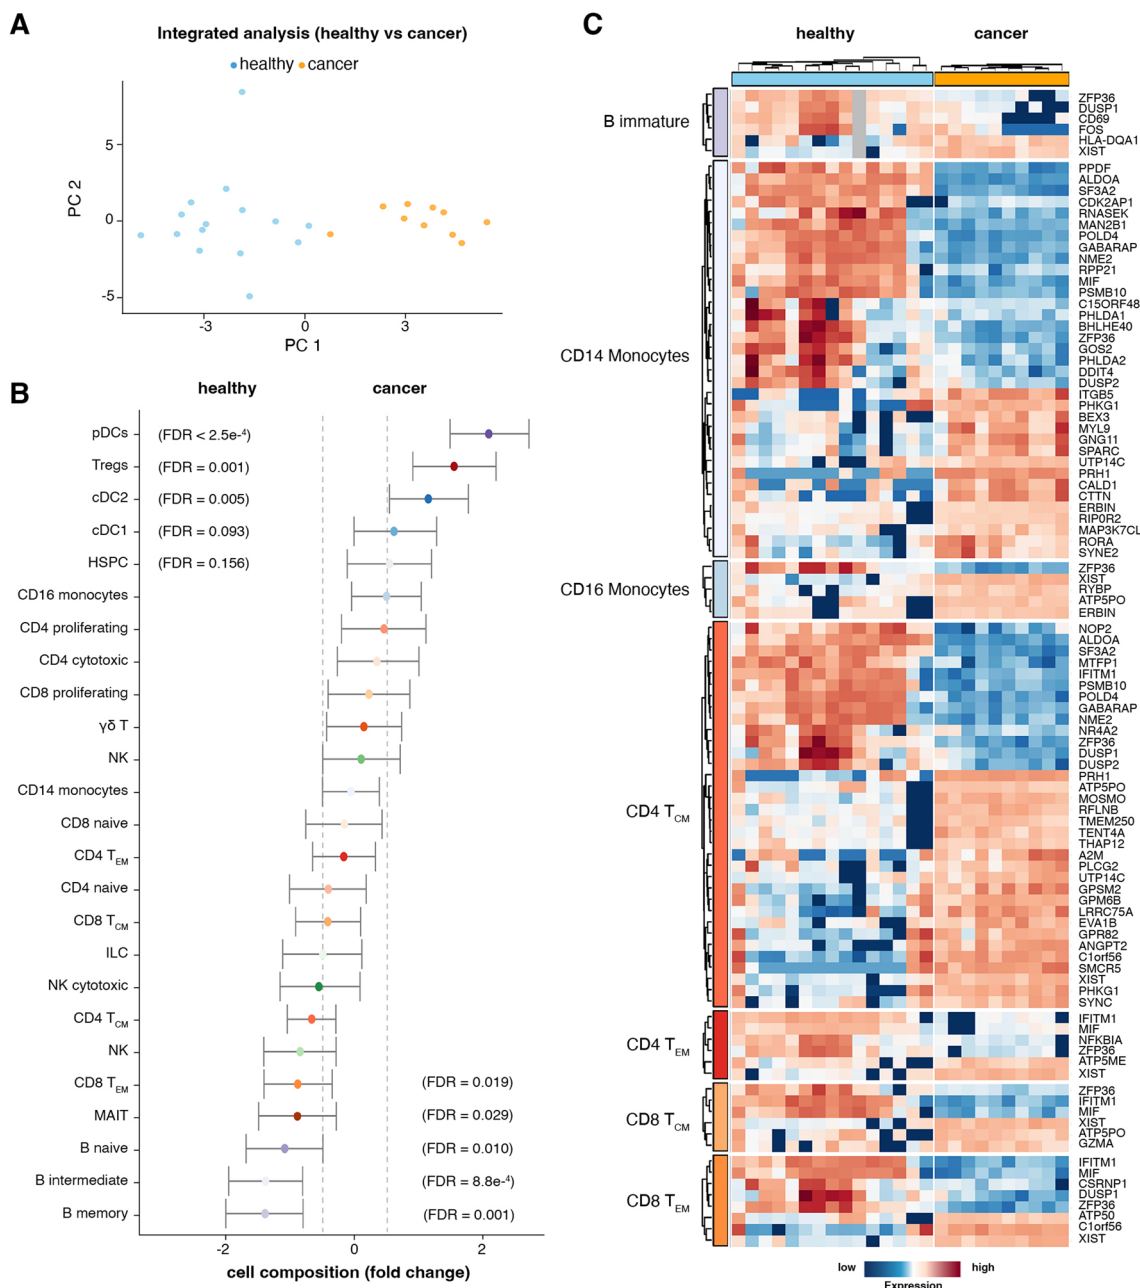 A
Integrated analysis (healthy vs cancer)
healthy cancer
PC 2
5
0
-5
-3 0 3
PC 1
B
healthy cancer
pDCs (FDR < 2.5e-4)
Tregs (FDR = 0.001)
cDC2 (FDR = 0.005)
cDC1 (FDR = 0.093)
HSPC (FDR = 0.156)
CD16 monocytes
CD4 proliferating
CD4 cytotoxic
CD8 proliferating
γδ T
NK
CD14 monocytes
CD8 naive
CD4 TEM
CD4 naive
CD8 TCM
ILC
NK cytotoxic
CD4 TCM
NK
CD8 TEM (FDR = 0.019)
MAIT (FDR = 0.029)
B naive (FDR = 0.010)
B intermediate (FDR = 8.8e-4)
B memory (FDR = 0.001)
-2 0 2
cell composition (fold change)
C
healthy cancer
B immature
ZFP36
DUSP1
CD69
FOS
HLA-DQA1
XIST
CD14 Monocytes
PPDF
ALDOA
SF3A2
CDK2AP1
RNASEK
MAN2B1
POLD4
GABARAP
NME2
RPP21
MIF
PSMB10
C15ORF48
PHLDA1
BHLHE40
ZFP36
GOS2
PHLDA2
DDIT4
DUSP2
ITGB5
PHKG1
BEX3
MYL9
GNG11
SPARC
UTP14C
PRH1
CALD1
CTTN
ERBIN
RIP0R2
MAP3K7CL
RORA
SYNE2
CD16 Monocytes
ZFP36
XIST
RYBP
ATP5PO
ERBIN
CD4 TCM
NOP2
ALDOA
SF3A2
MTFP1
IFITM1
PSMB10
POLD4
GABARAP
NME2
NR4A2
ZFP36
DUSP1
DUSP2
PRH1
ATP5PO
MOSMO
RFLNB
TMEM250
TENT4A
THAP12
A2M
PLCG2
UTP14C
GPSM2
GPM6B
LRRC75A
EVA1B
GPR82
ANGPT2
C1orf56
SMCR5
XIST
PHKG1
SYNC
CD4 TEM
IFITM1
MIF
NFKBIA
ZFP36
ATP5ME
XIST
CD8 TCM
ZFP36
IFITM1
MIF
XIST
ATP5PO
GZMA
CD8 TEM
IFITM1
MIF
CSRNP1
DUSP1
ZFP36
ATP50
C1orf56
XIST
low high
Expression